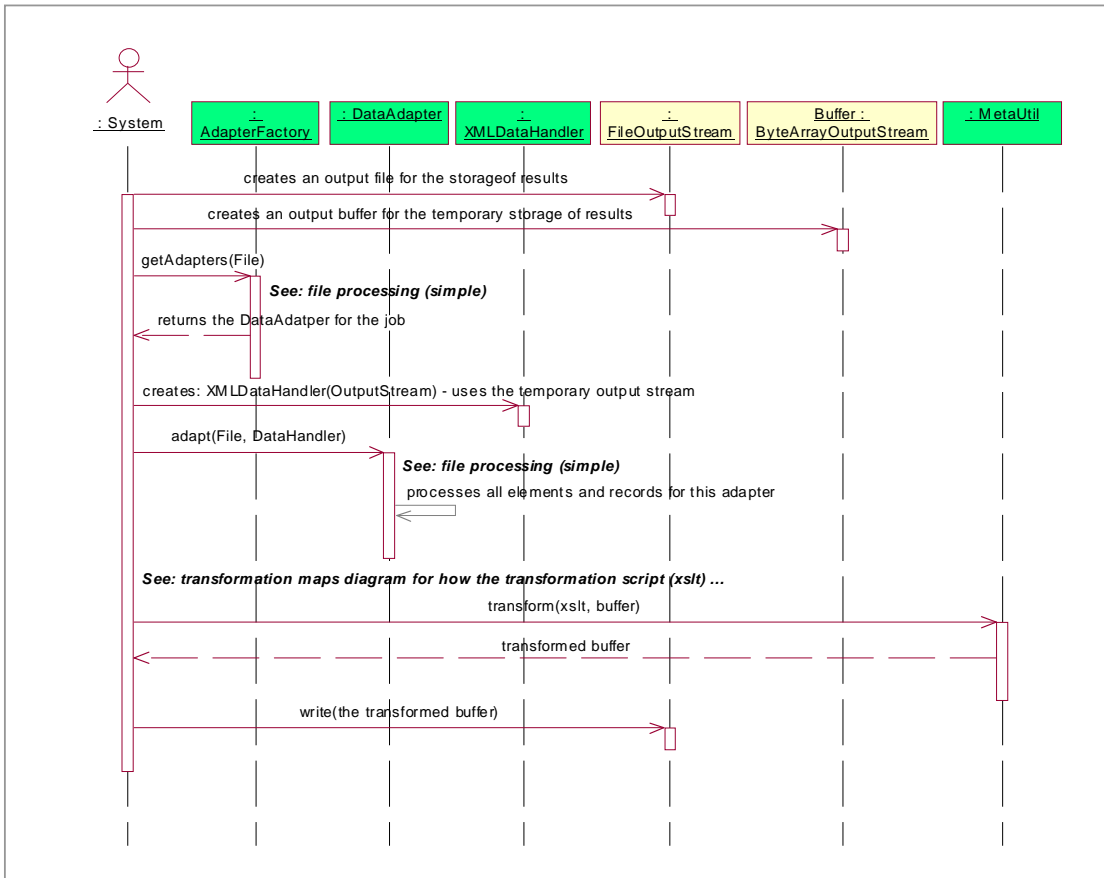 : System
:
AdapterFactory
: DataAdapter
:
XMLDataHandler
:
FileOutputStream
Buffer :
ByteArrayOutputStream
: MetaUtil
creates an output file for the storageof results
creates an output buffer for the temporary storage of results
getAdapters(File)
See: file processing (simple)
returns the DataAdatper for the job
creates: XMLDataHandler(OutputStream) - uses the temporary output stream
adapt(File, DataHandler)
See: file processing (simple)
processes all elements and records for this adapter
See: transformation maps diagram for how the transformation script (xslt) ...
transform(xslt, buffer)
transformed buffer
write(the transformed buffer)